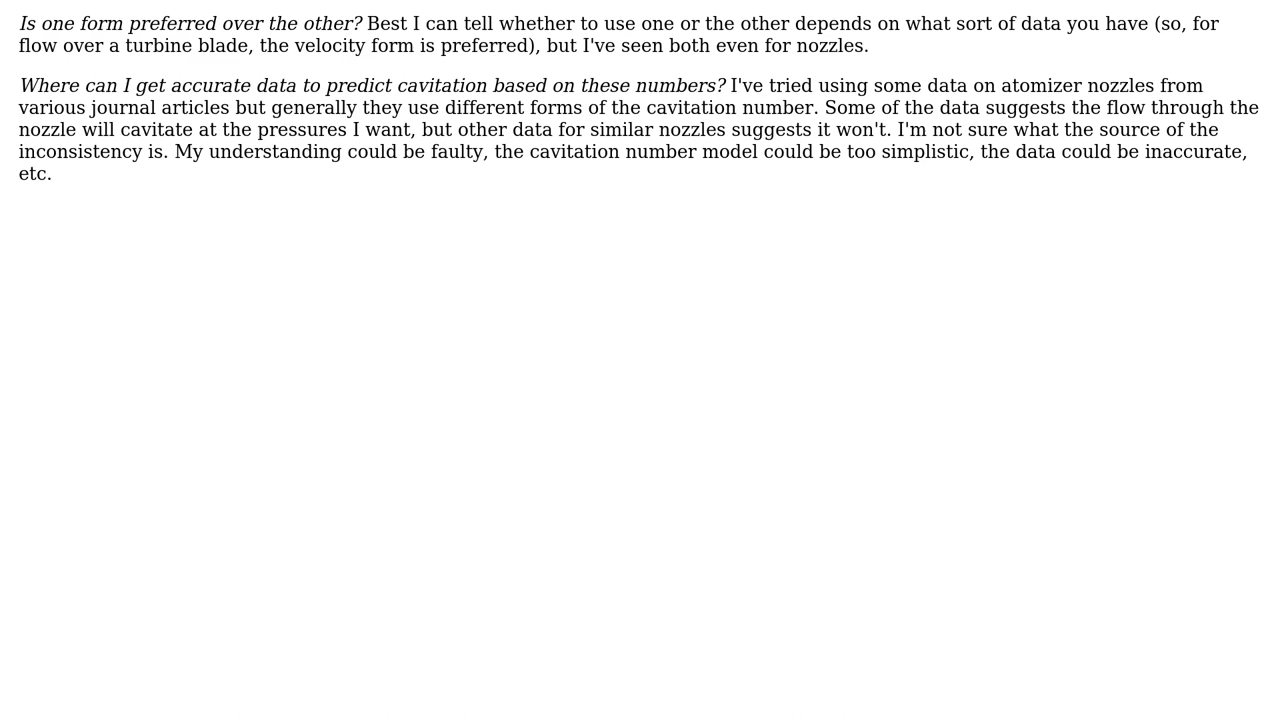 Is one form preferred over the other? Best I can tell whether to use one or the other depends on what sort of data you have (so, for
flow over a turbine blade, the velocity form is preferred), but I've seen both even for nozzles.
Where can I get accurate data to predict cavitation based on these numbers? I've tried using some data on atomizer nozzles from
various journal articles but generally they use different forms of the cavitation number. Some of the data suggests the flow through the
nozzle will cavitate at the pressures I want, but other data for similar nozzles suggests it won't. I'm not sure what the source of the
inconsistency is. My understanding could be faulty, the cavitation number model could be too simplistic, the data could be inaccurate,
etc.